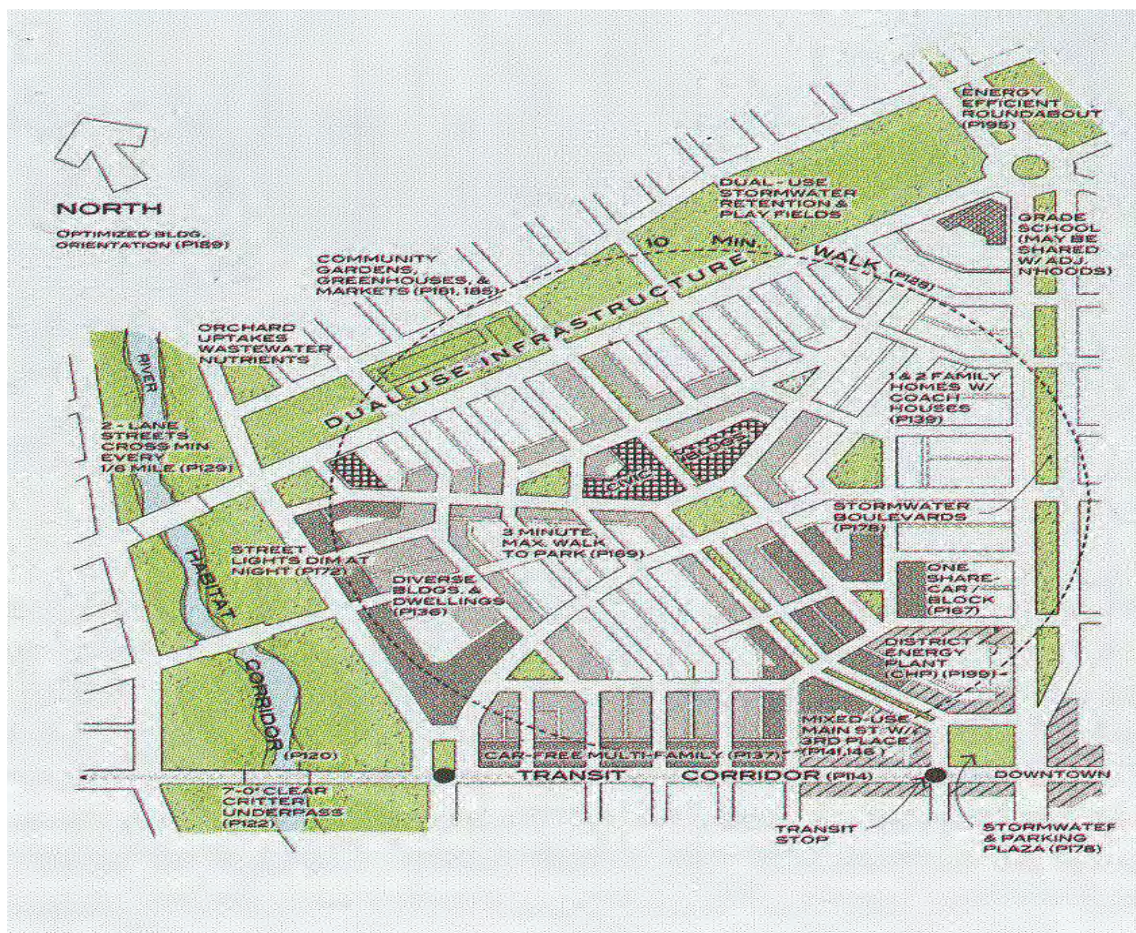 ENERGY
EFFICIENT
ROUNDABOUT
(P195)
NORTH
OPTIMIZED BLDG.
ORIENTATION (P189)
DUAL-USE
STORMWATER
RETENTION &
PLAY FIELDS
GRADE
SCHOOL
(MAY BE
SHARED
W/ ADJ.
N'HOODS)
10 MIN. WALK (P128)
COMMUNITY
GARDENS,
GREENHOUSES, &
MARKETS (P181, 185)
ORCHARD
UPTAKES
WASTEWATER
NUTRIENTS
DUAL USE INFRASTRUCTURE
RIVER
2-LANE
STREETS
CROSS MIN
EVERY
1/6 MILE (P129)
1 & 2 FAMILY
HOMES W/
COACH
HOUSES
(P139)
CIVIC BLDGS.
STORMWATER
BOULEVARDS
(P178)
3 MINUTE
MAX. WALK
TO PARK (P169)
STREET
LIGHTS DIM AT
NIGHT (P172)
DIVERSE
BLDGS. &
DWELLINGS
(P136)
HABITAT
ONE
SHARE-
CAR /
BLOCK
(P167)
DISTRICT
ENERGY
PLANT
(CHP) (P199)
CORRIDOR
(P120)
MIXED-USE
MAIN ST. W/
3RD PLACE
(P141,146)
CAR-FREE MULTI-FAMILY (P137)
TRANSIT CORRIDOR (P114)
DOWNTOWN
7'-0" CLEAR
CRITTER
UNDERPASS
(P122)
TRANSIT
STOP
STORMWATER
& PARKING
PLAZA (P178)